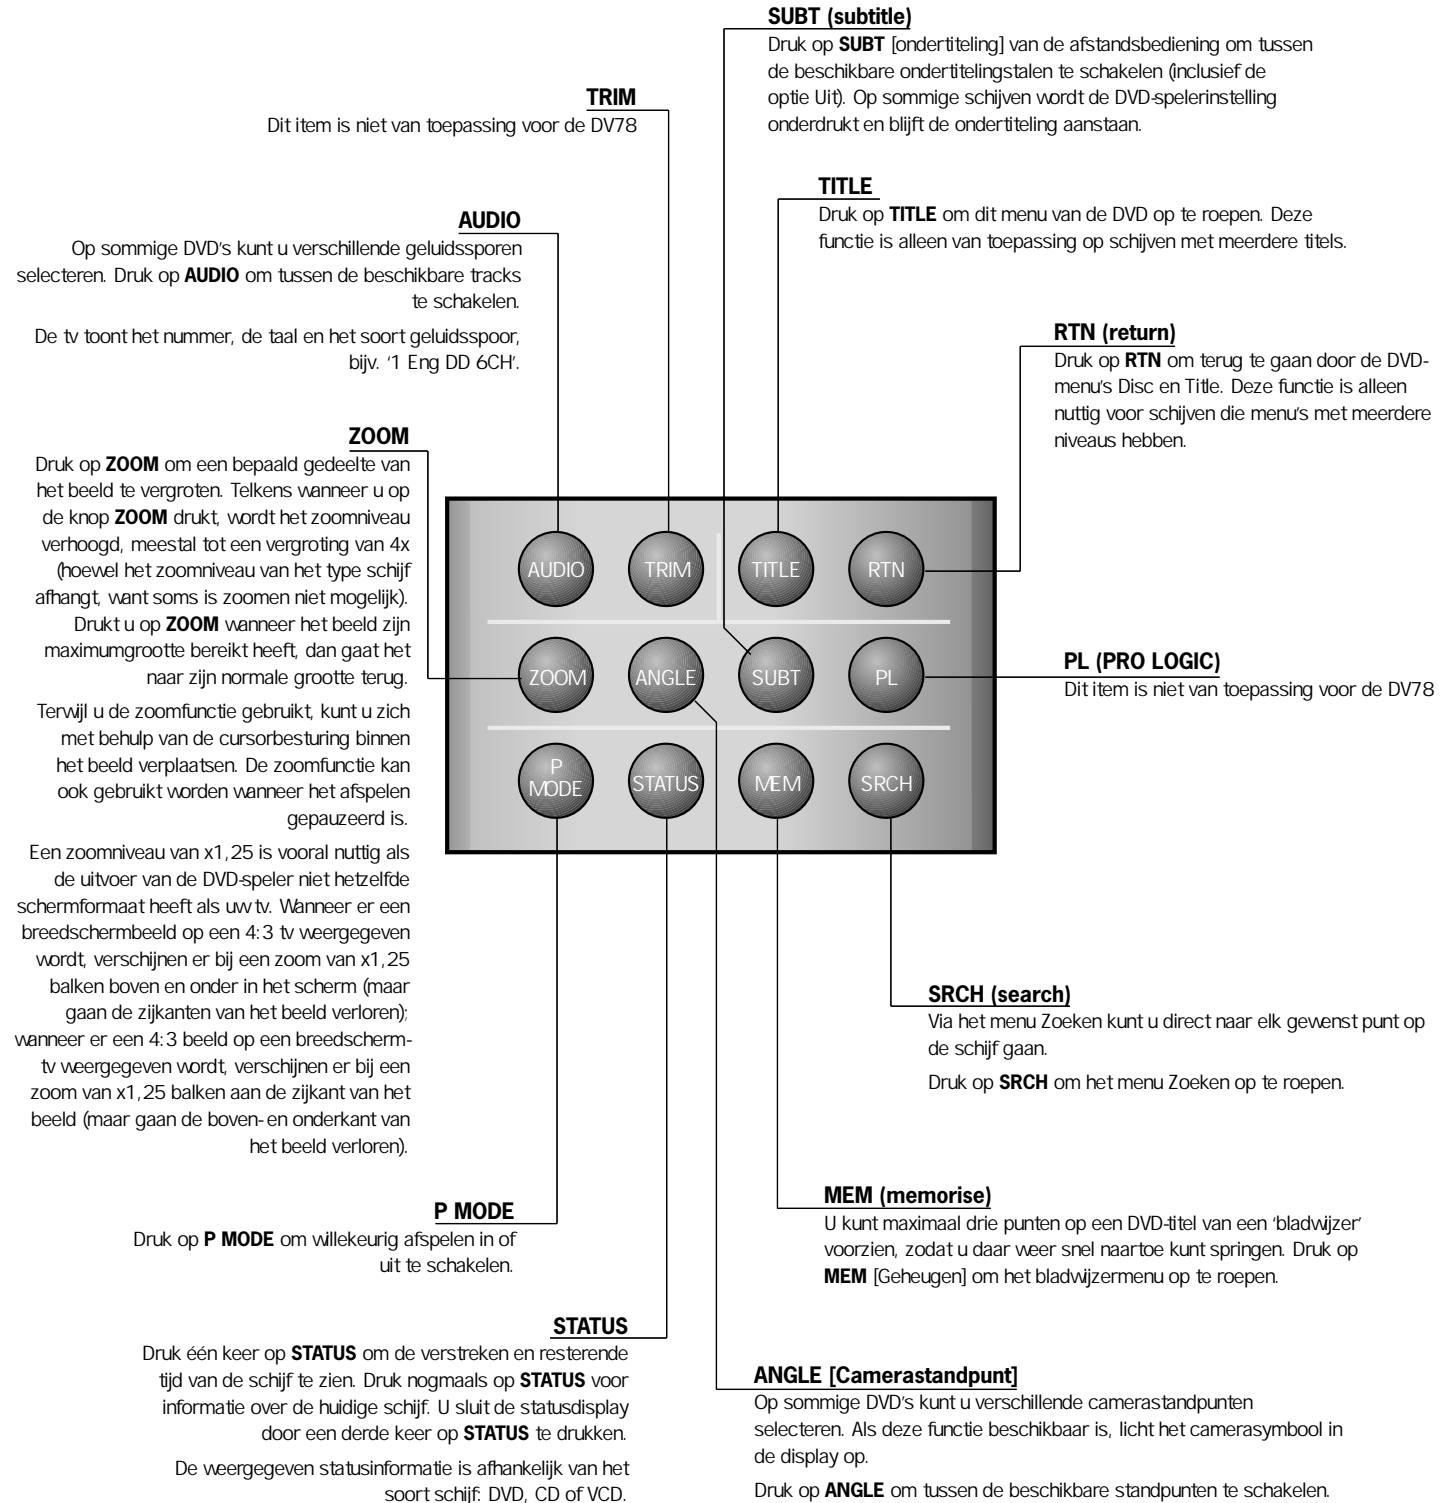 SUBT (subtitle)
Druk op SUBT [ondertiteling] van de afstandsbediening om tussen
de beschikbare ondertitelingstalen te schakelen (inclusief de
optie Uit). Op sommige schijven wordt de DVD-spelerinstelling
onderdrukt en blijft de ondertiteling aanstaan.
TRIM
Dit item is niet van toepassing voor de DV78
TITLE
Druk op TITLE om dit menu van de DVD op te roepen. Deze
functie is alleen van toepassing op schijven met meerdere titels.
AUDIO
Op sommige DVD's kunt u verschillende geluidssporen
selecteren. Druk op AUDIO om tussen de beschikbare tracks
te schakelen.
De tv toont het nummer, de taal en het soort geluidsspoor,
bijv. '1 Eng DD 6CH'.
RTN (return)
Druk op RTN om terug te gaan door de DVD-
menu's Disc en Title. Deze functie is alleen
nuttig voor schijven die menu's met meerdere
niveaus hebben.
ZOOM
Druk op ZOOM om een bepaald gedeelte van
het beeld te vergroten. Telkens wanneer u op
de knop ZOOM drukt, wordt het zoomniveau
verhoogd, meestal tot een vergroting van 4x
(hoewel het zoomniveau van het type schijf
afhangt, want soms is zoomen niet mogelijk).
Drukt u op ZOOM wanneer het beeld zijn
maximumgrootte bereikt heeft, dan gaat het
naar zijn normale grootte terug.
Terwijl u de zoomfunctie gebruikt, kunt u zich
met behulp van de cursorbesturing binnen
het beeld verplaatsen. De zoomfunctie kan
ook gebruikt worden wanneer het afspelen
gepauzeerd is.
Een zoomniveau van x1,25 is vooral nuttig als
de uitvoer van de DVD-speler niet hetzelfde
schermformaat heeft als uw tv. Wanneer er een
breedschermbeeld op een 4:3 tv weergegeven
wordt, verschijnen er bij een zoom van x1,25
balken boven en onder in het scherm (maar
gaan de zijkanten van het beeld verloren);
wanneer er een 4:3 beeld op een breedscherm-
tv weergegeven wordt, verschijnen er bij een
zoom van x1,25 balken aan de zijkant van het
beeld (maar gaan de boven- en onderkant van
het beeld verloren).
AUDIO TRIM TITLE RTN
ZOOM ANGLE SUBT PL
P
MODE STATUS MEM SRCH
PL (PRO LOGIC)
Dit item is niet van toepassing voor de DV78
SRCH (search)
Via het menu Zoeken kunt u direct naar elk gewenst punt op
de schijf gaan.
Druk op SRCH om het menu Zoeken op te roepen.
P MODE
Druk op P MODE om willekeurig afspelen in of
uit te schakelen.
MEM (memorise)
U kunt maximaal drie punten op een DVD-titel van een 'bladwijzer'
voorzien, zodat u daar weer snel naartoe kunt springen. Druk op
MEM [Geheugen] om het bladwijzermenu op te roepen.
STATUS
Druk één keer op STATUS om de verstreken en resterende
tijd van de schijf te zien. Druk nogmaals op STATUS voor
informatie over de huidige schijf. U sluit de statusdisplay
door een derde keer op STATUS te drukken.
De weergegeven statusinformatie is afhankelijk van het
soort schijf: DVD, CD of VCD.
ANGLE [Camerastandpunt]
Op sommige DVD's kunt u verschillende camerastandpunten
selecteren. Als deze functie beschikbaar is, licht het camerasymbool in
de display op.
Druk op ANGLE om tussen de beschikbare standpunten te schakelen.